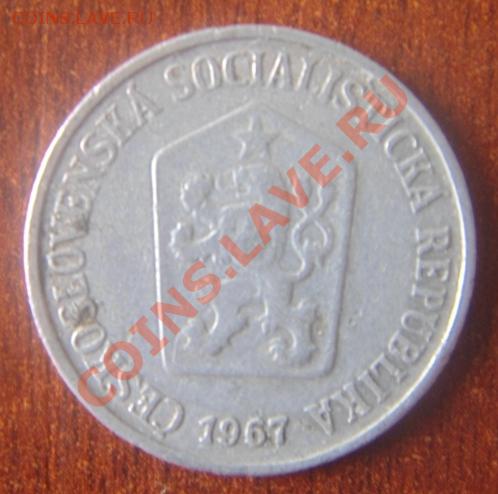 COINS.LAVE.RU
ČESKOSLOVENSKÁ SOCIALISTICKÁ REPUBLIKA
1967
COINS.LAVE.RU